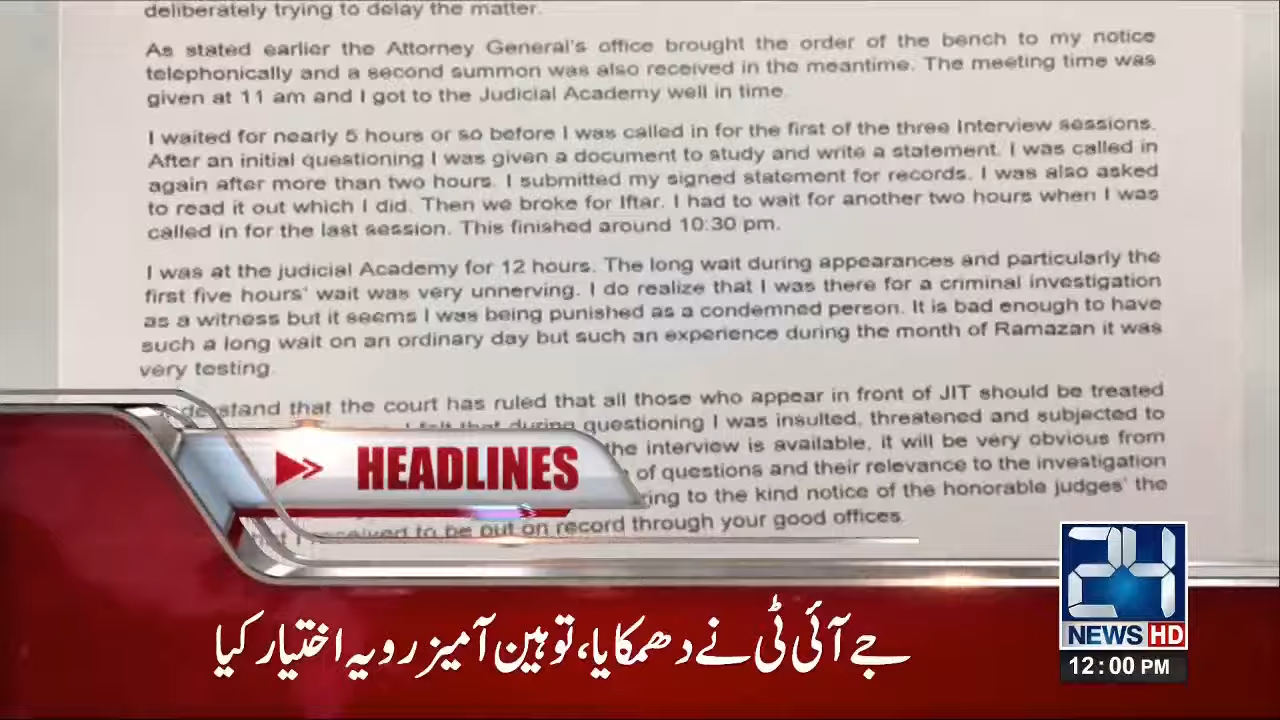 deliberately trying to delay the matter.
As stated earlier the Attorney General's office brought the order of the bench to my notice
telephonically and a second summon was also received in the meantime. The meeting time was
given at 11 am and I got to the Judicial Academy well in time.
I waited for nearly 5 hours or so before I was called in for the first of the three Interview sessions.
After an initial questioning I was given a document to study and write a statement. I was called in
again after more than two hours. I submitted my signed statement for records. I was also asked
to read it out which I did. Then we broke for Iftar. I had to wait for another two hours when I was
called in for the last session. This finished around 10:30 pm.
I was at the judicial Academy for 12 hours. The long wait during appearances and particularly the
first five hours' wait was very unnerving. I do realize that I was there for a criminal investigation
as a witness but it seems I was being punished as a condemned person. It is bad enough to have
such a long wait on an ordinary day but such an experience during the month of Ramazan it was
very testing.
that the court has ruled that all those who appear in front of JIT should be treated
questioning I was insulted, threatened and subjected to
the interview is available, it will be very obvious from
of questions and their relevance to the investigation
to the kind notice of the honorable judges' the
to be put on record through your good offices.
HEADLINES
جے آئی ٹی نے دھمکایا، توہین آمیز رویہ اختیار کیا
24
NEWS HD
12:00 PM